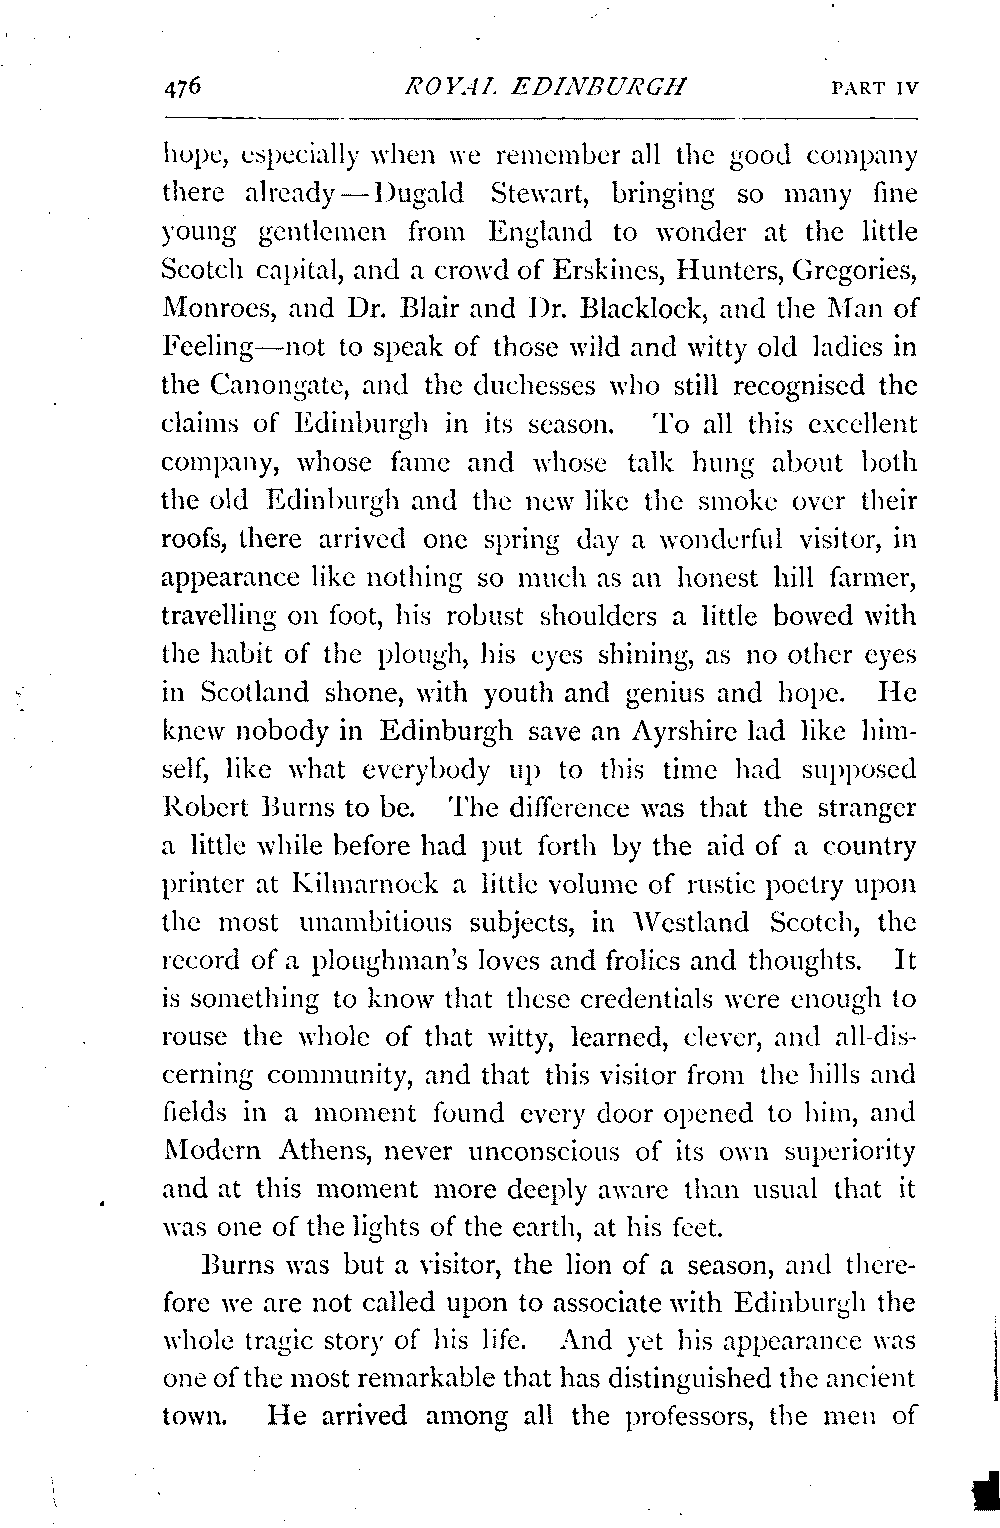 476 ROYAL EDINBURGH PART IV
hope, especially when we remember all the good company
there already—Dugald Stewart, bringing so many fine
young gentlemen from England to wonder at the little
Scotch capital, and a crowd of Erskines, Hunters, Gregories,
Monroes, and Dr. Blair and Dr. Blacklock, and the Man of
Feeling—not to speak of those wild and witty old ladies in
the Canongate, and the duchesses who still recognised the
claims of Edinburgh in its season. To all this excellent
company, whose fame and whose talk hung about both
the old Edinburgh and the new like the smoke over their
roofs, there arrived one spring day a wonderful visitor, in
appearance like nothing so much as an honest hill farmer,
travelling on foot, his robust shoulders a little bowed with
the habit of the plough, his eyes shining, as no other eyes
in Scotland shone, with youth and genius and hope. He
knew nobody in Edinburgh save an Ayrshire lad like him-
self, like what everybody up to this time had supposed
Robert Burns to be. The difference was that the stranger
a little while before had put forth by the aid of a country
printer at Kilmarnock a little volume of rustic poetry upon
the most unambitious subjects, in Westland Scotch, the
record of a ploughman's loves and frolics and thoughts. It
is something to know that these credentials were enough to
rouse the whole of that witty, learned, clever, and all-dis-
cerning community, and that this visitor from the hills and
fields in a moment found every door opened to him, and
Modern Athens, never unconscious of its own superiority
and at this moment more deeply aware than usual that it
was one of the lights of the earth, at his feet.
Burns was but a visitor, the lion of a season, and there-
fore we are not called upon to associate with Edinburgh the
whole tragic story of his life. And yet his appearance was
one of the most remarkable that has distinguished the ancient
town. He arrived among all the professors, the men of